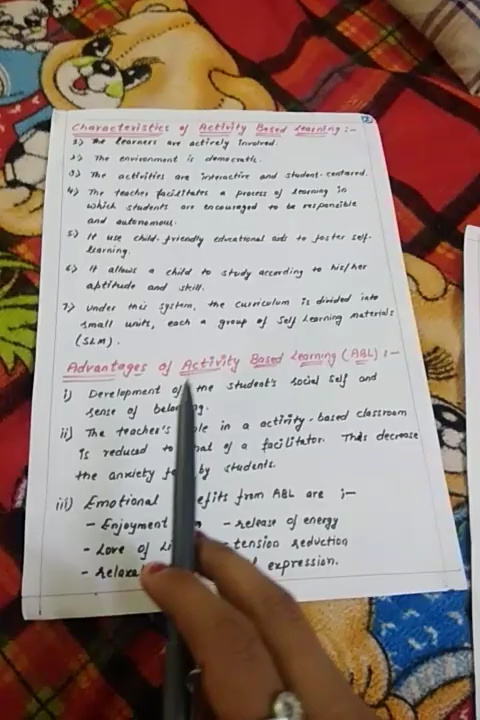 Characteristics of Activity Based Learning :-
1) The learners are actively involved.
2) The environment is democratic.
3) The activities are interactive and student-centared.
4) The teacher facilitates a process of learning in
which students are encouraged to be responsible
and autonomous.
5) It use child-friendly educational aids to foster self-
learning.
6) It allows a child to study according to his/her
aptitude and skill.
7) Under this system, the curriculum is divided into
small units, each a group of Self Learning materials
(SLM).
Advantages of Activity Based Learning (ABL) :-
i) Development of the student's social self and
sense of
ii) The teacher's in a activity-based classroom
is reduced to of a facilitator. This decrease
the anxiety by students.
iii) Emotional from ABL are :-
- Enjoyment - release of energy
- Love of tension reduction
- expression.